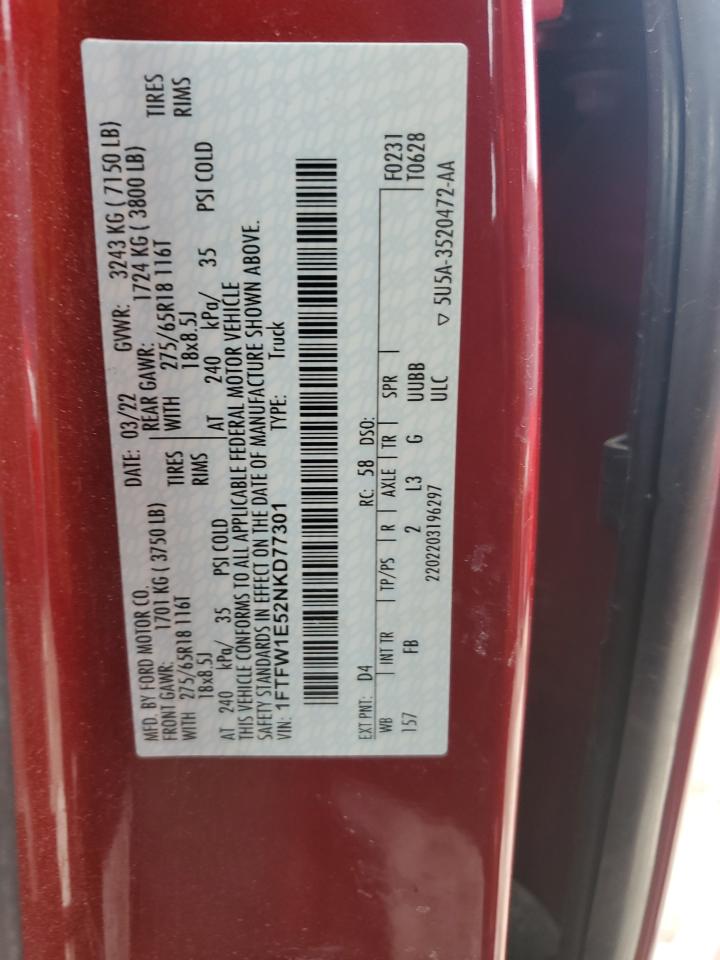 MFD. BY FORD MOTOR CO. DATE: 03/22 GVWR: 3243 KG ( 7150 LB)
FRONT GAWR: 1701 KG ( 3750 LB) REAR GAWR: 1724 KG ( 3800 LB)
WITH 275/65R18 116T TIRES WITH 275/65R18 116T TIRES
18x8.5J RIMS 18x8.5J RIMS
AT 240 kPa/ 35 PSI COLD AT 240 kPa/ 35 PSI COLD
THIS VEHICLE CONFORMS TO ALL APPLICABLE FEDERAL MOTOR VEHICLE
SAFETY STANDARDS IN EFFECT ON THE DATE OF MANUFACTURE SHOWN ABOVE.
VIN: 1FTFW1E52NKD77301 TYPE: Truck
EXT PNT: D4 RC: 58 DSO:
WB INT TR TP/PS R AXLE TR SPR F0231
157 FB 2 L3 G UUBB T0628
2202203196297 ULC
▽ 5U5A-3520472-AA